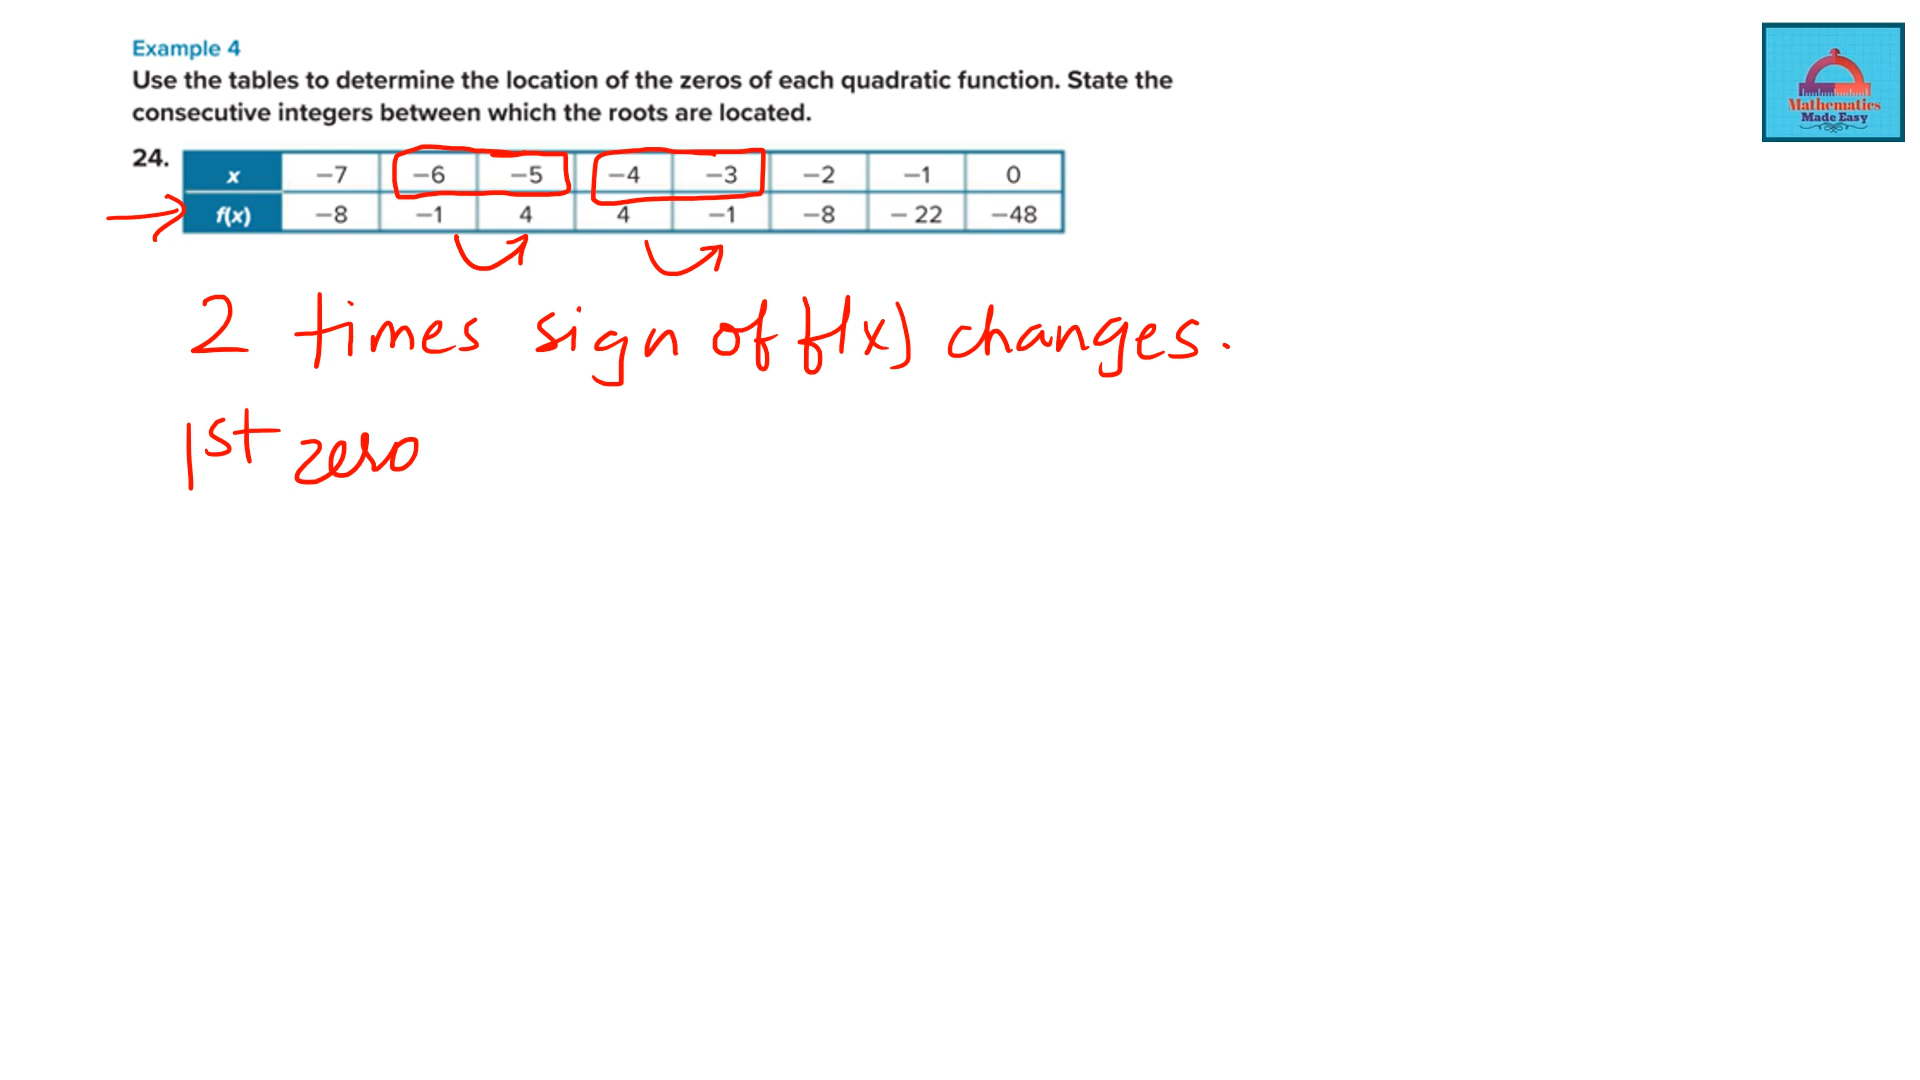 Example 4
Use the tables to determine the location of the zeros of each quadratic function. State the
consecutive integers between which the roots are located.
24.
x −7 −6 −5 −4 −3 −2 −1 0
f(x) −8 −1 4 4 −1 −8 − 22 −48
2 times sign of f(x) changes.
1st zero
Mathematics
Made Easy